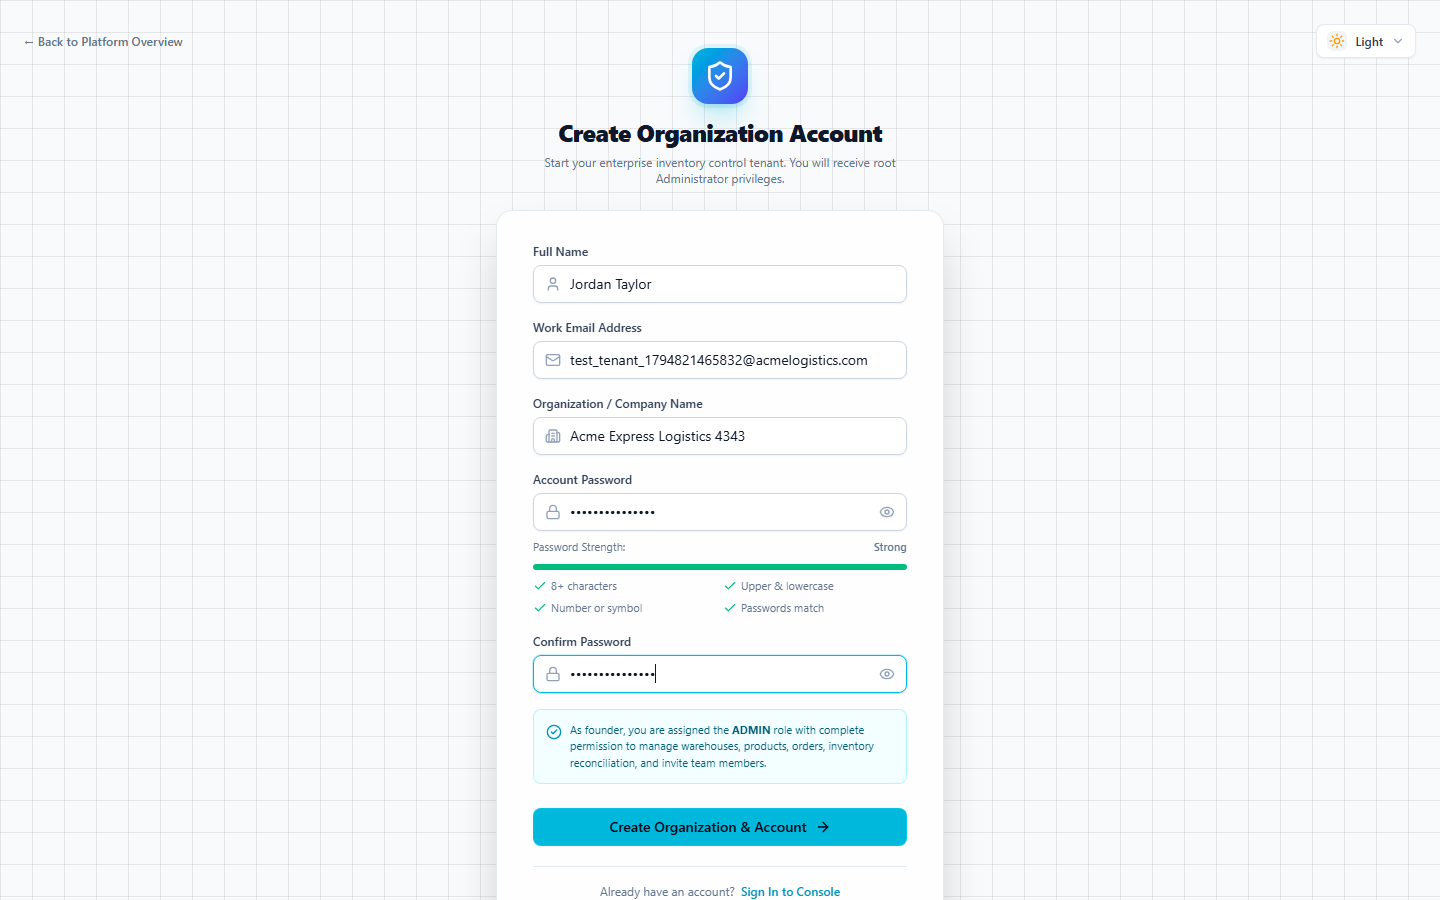 ← Back to Platform Overview
Light
Create Organization Account
Start your enterprise inventory control tenant. You will receive root
Administrator privileges.
Full Name
Jordan Taylor
Work Email Address
test_tenant_1794821465832@acmelogistics.com
Organization / Company Name
Acme Express Logistics 4343
Account Password
•••••••••••••••
Password Strength:
Strong
8+ characters
Upper & lowercase
Number or symbol
Passwords match
Confirm Password
•••••••••••••••
As founder, you are assigned the ADMIN role with complete
permission to manage warehouses, products, orders, inventory
reconciliation, and invite team members.
Create Organization & Account →
Already have an account? Sign In to Console